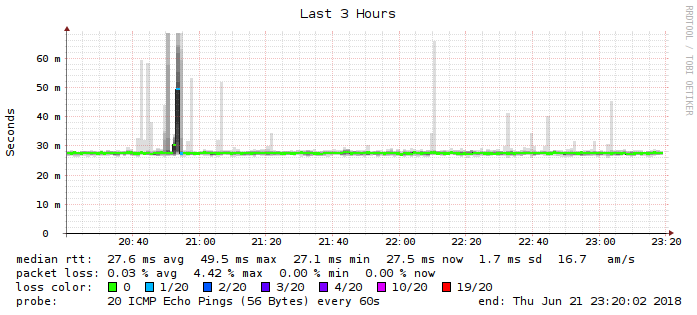 Last 3 Hours
RRDTOOL / TOBI OETIKER
Seconds
60 m
50 m
40 m
30 m
20 m
10 m
0
20:40 21:00 21:20 21:40 22:00 22:20 22:40 23:00 23:20
median rtt: 27.6 ms avg 49.5 ms max 27.1 ms min 27.5 ms now 1.7 ms sd 16.7 am/s
packet loss: 0.03 % avg 4.42 % max 0.00 % min 0.00 % now
loss color: 0 1/20 2/20 3/20 4/20 10/20 19/20
probe: 20 ICMP Echo Pings (56 Bytes) every 60s end: Thu Jun 21 23:20:02 2018